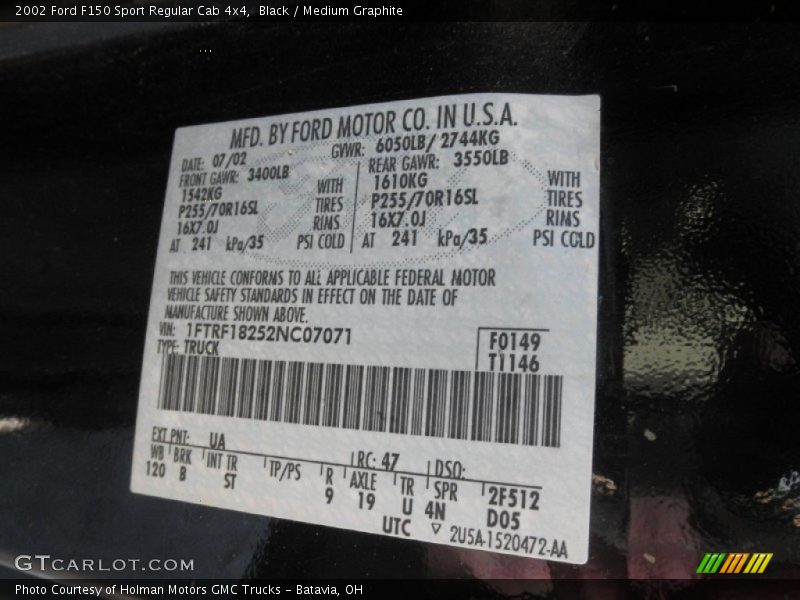 2002 Ford F150 Sport Regular Cab 4x4, Black / Medium Graphite
MFD. BY FORD MOTOR CO. IN U.S.A.
DATE: 07/02 GVWR: 6050LB/ 2744KG
FRONT GAWR: 3400LB REAR GAWR: 3550LB
1542KG WITH 1610KG WITH
P255/70R16SL TIRES P255/70R16SL TIRES
16X7.0J RIMS 16X7.0J RIMS
AT 241 kPa/35 PSI COLD AT 241 kPa/35 PSI COLD
THIS VEHICLE CONFORMS TO ALL APPLICABLE FEDERAL MOTOR
VEHICLE SAFETY STANDARDS IN EFFECT ON THE DATE OF
MANUFACTURE SHOWN ABOVE.
VIN: 1FTRF18252NC07071 F0149
TYPE: TRUCK T1146
EXT PNT: UA RC: 47 DSO:
WB BRK INT TR TP/PS R AXLE TR SPR 2F512
120 B ST 9 19 U 4N D05
UTC ▽ 2U5A-1520472-AA
GTCARLOT.COM
Photo Courtesy of Holman Motors GMC Trucks - Batavia, OH